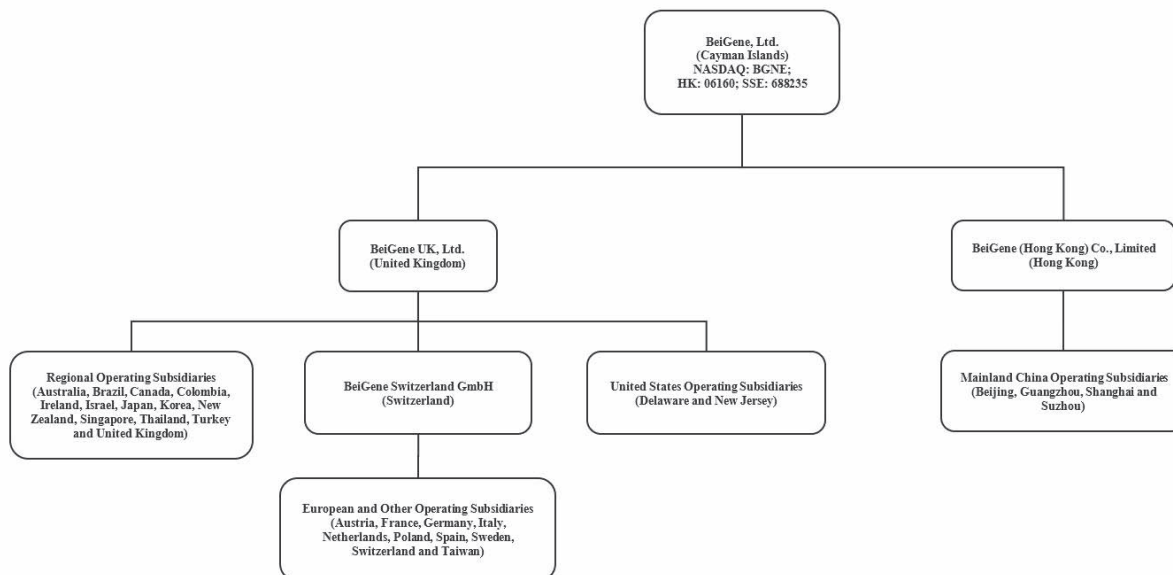 BeiGene, Ltd.
(Cayman Islands)
NASDAQ: BGNE;
HK: 06160; SSE: 688235
BeiGene UK, Ltd.
(United Kingdom)
BeiGene (Hong Kong) Co., Limited
(Hong Kong)
Regional Operating Subsidiaries
(Australia, Brazil, Canada, Colombia,
Ireland, Israel, Japan, Korea, New
Zealand, Singapore, Thailand, Turkey
and United Kingdom)
BeiGene Switzerland GmbH
(Switzerland)
United States Operating Subsidiaries
(Delaware and New Jersey)
Mainland China Operating Subsidiaries
(Beijing, Guangzhou, Shanghai and
Suzhou)
European and Other Operating Subsidiaries
(Austria, France, Germany, Italy,
Netherlands, Poland, Spain, Sweden,
Switzerland and Taiwan)